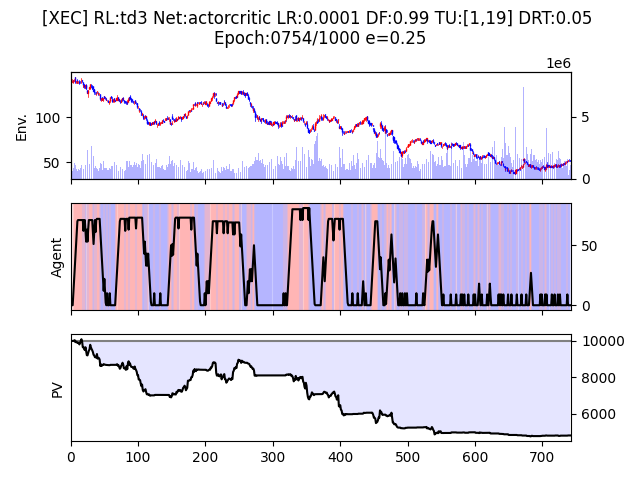 [XEC] RL:td3 Net:actorcritic LR:0.0001 DF:0.99 TU:[1,19] DRT:0.05
Epoch:0754/1000 e=0.25
1e6
Env.
100
50
5
0
Agent
50
0
PV
10000
8000
6000
0 100 200 300 400 500 600 700